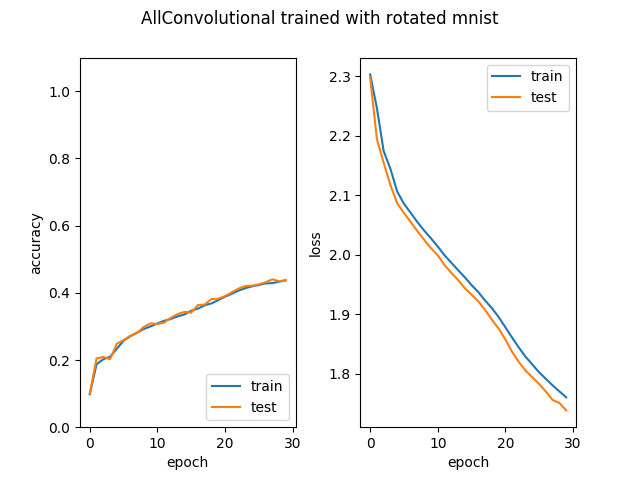 AllConvolutional trained with rotated mnist
accuracy
1.0
0.8
0.6
0.4
0.2
0.0
0
10
20
30
epoch
train
test
loss
2.3
2.2
2.1
2.0
1.9
1.8
0
10
20
30
epoch
train
test